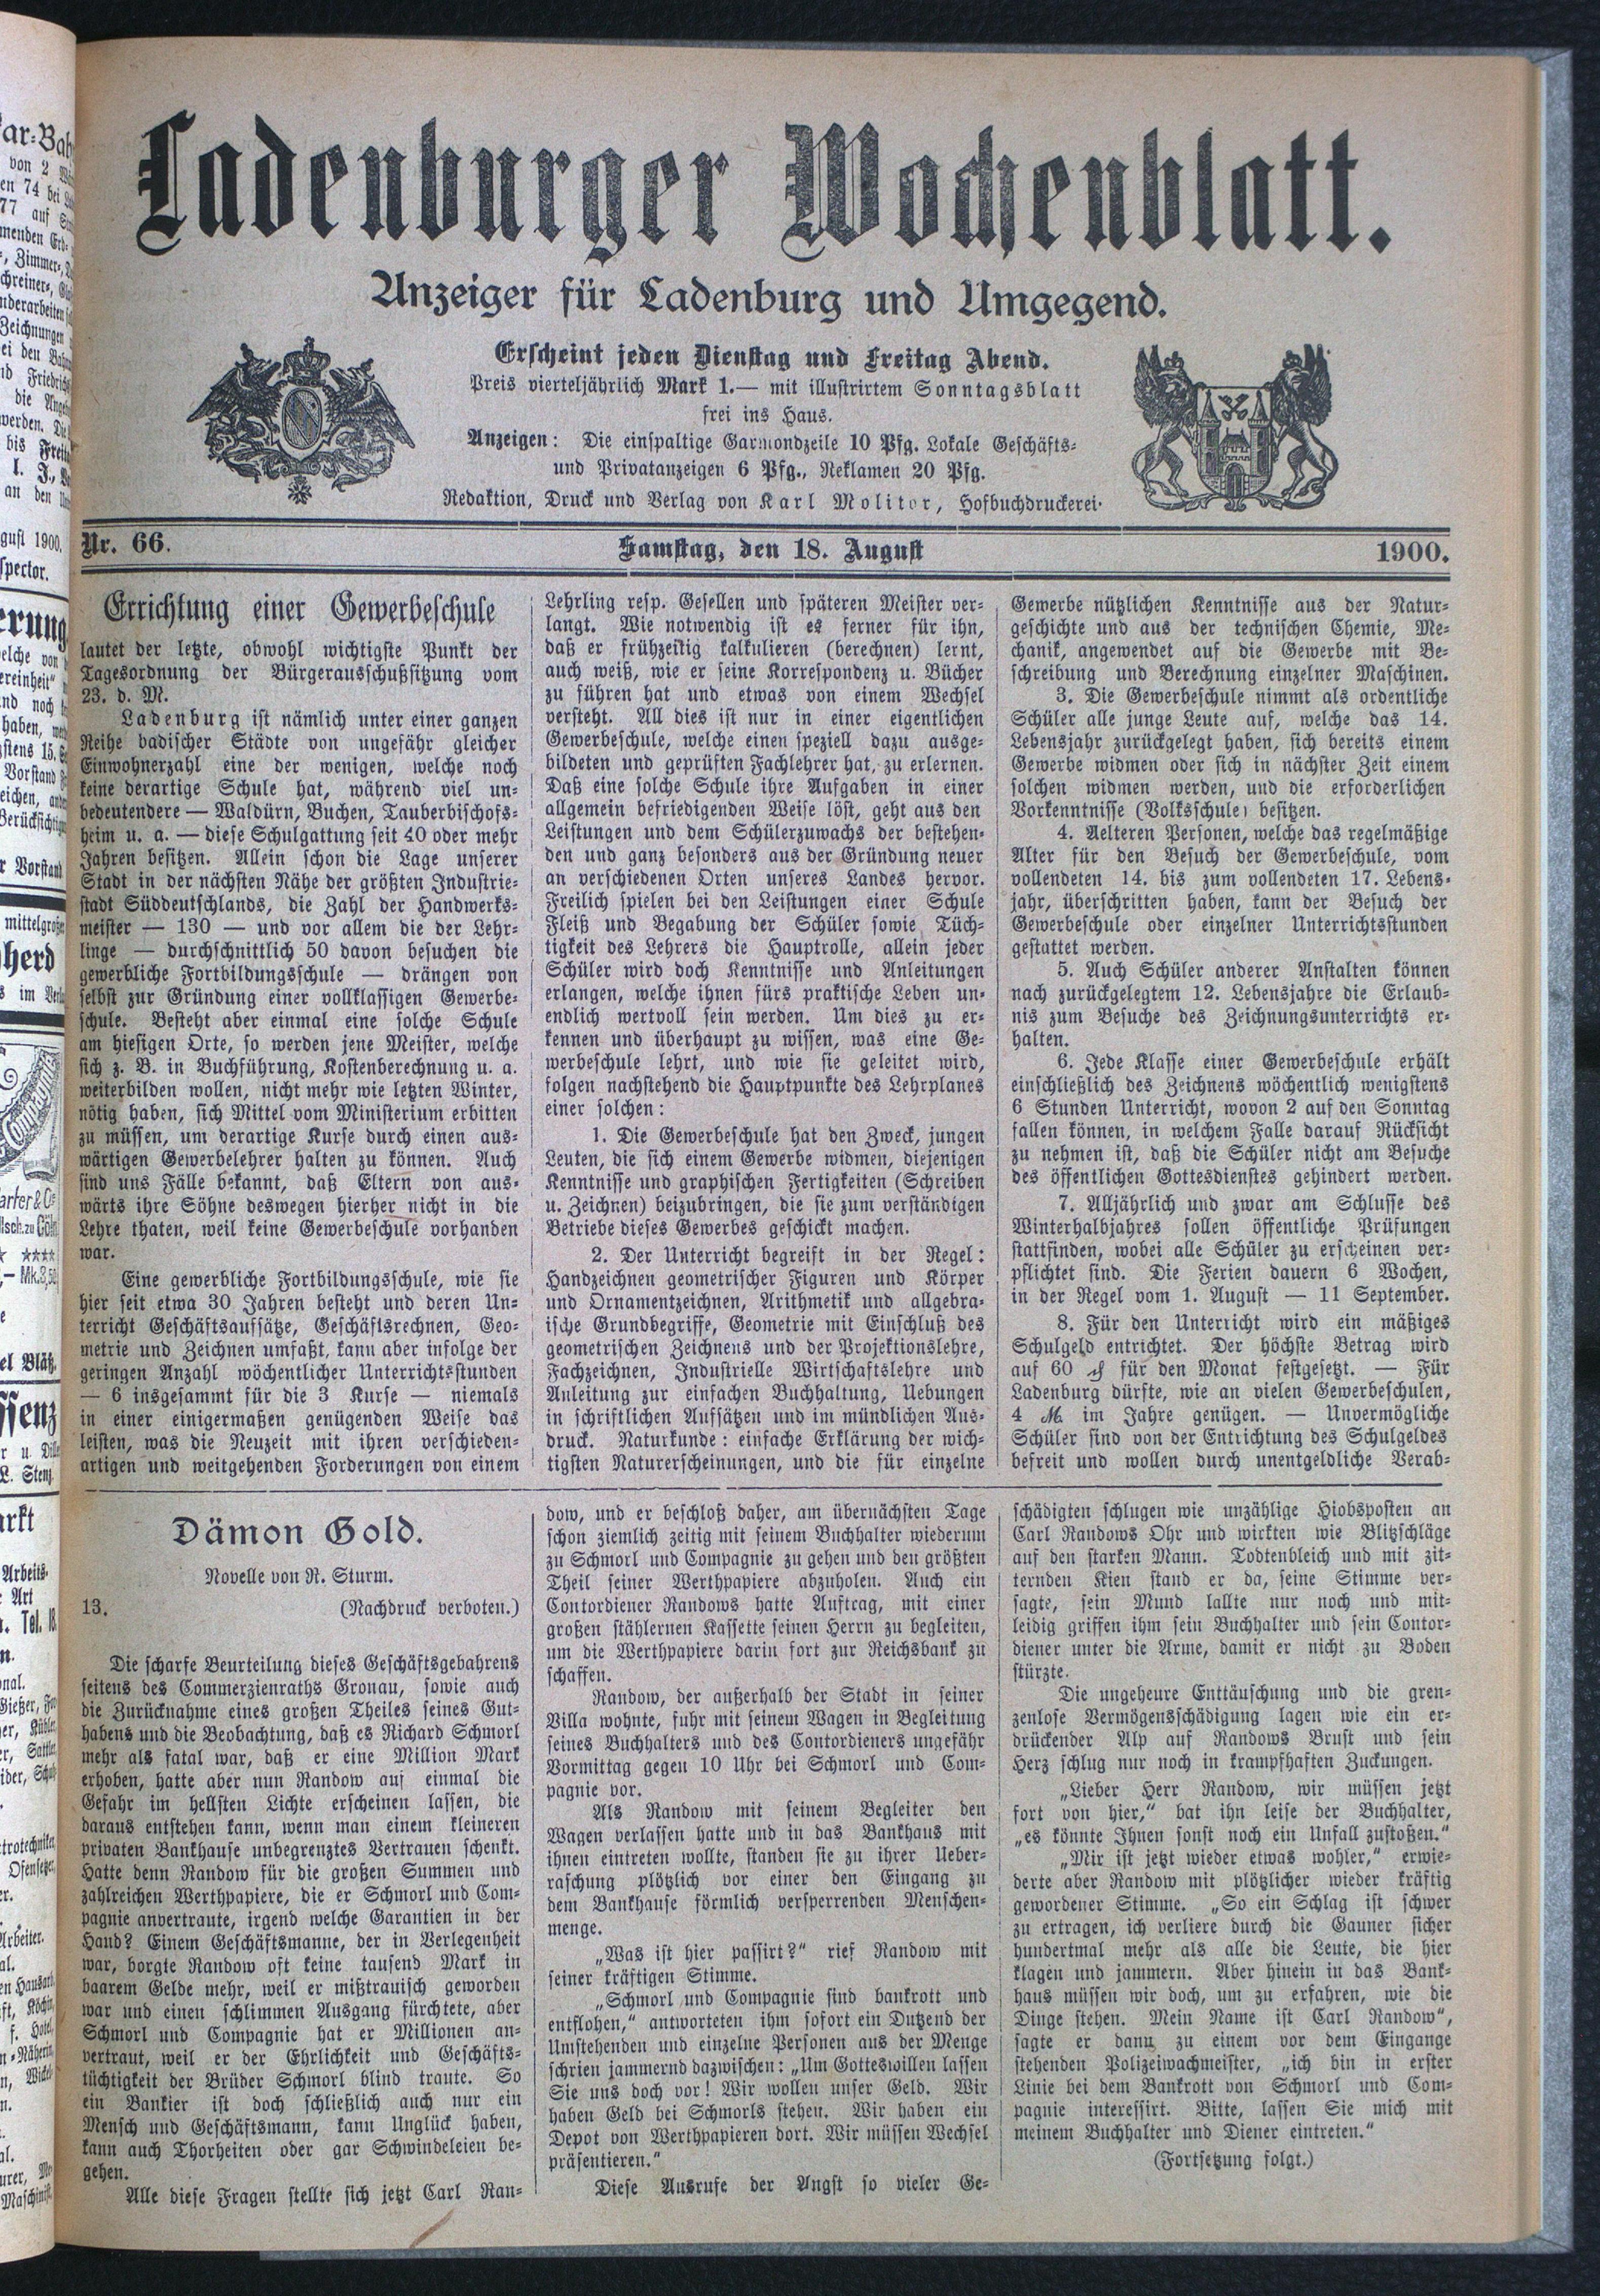 Ladenburger Wochenblatt.
Anzeiger für Ladenburg und Umgegend.
Erscheint jeden Dienstag und Freitag Abend.
Preis vierteljährlich Mark 1.— mit illustrirtem Sonntagsblatt
frei ins Haus.
Anzeigen: Die einspaltige Garmondzeile 10 Pfg. Lokale Geschäfts-
und Privatanzeigen 6 Pfg., Reklamen 20 Pfg.
Redaktion, Druck und Verlag von Karl Molitor, Hofbuchdruckerei.
Nr. 66. Samstag, den 18. August 1900.
Errichtung einer Gewerbeschule
lautet der letzte, obwohl wichtigste Punkt der
Tagesordnung der Bürgerausschußsitzung vom
23. d. M.
Ladenburg ist nämlich unter einer ganzen
Reihe badischer Städte von ungefähr gleicher
Einwohnerzahl eine der wenigen, welche noch
keine derartige Schule hat, während viel un-
bedeutendere — Waldürn, Buchen, Tauberbischofs-
heim u. a. — diese Schulgattung seit 40 oder mehr
Jahren besitzen. Allein schon die Lage unserer
Stadt in der nächsten Nähe der größten Industrie-
stadt Süddeutschlands, die Zahl der Handwerks-
meister — 130 — und vor allem die der Lehr-
linge — durchschnittlich 50 davon besuchen die
gewerbliche Fortbildungsschule — drängen von
selbst zur Gründung einer vollklassigen Gewerbe-
schule. Besteht aber einmal eine solche Schule
am hiesigen Orte, so werden jene Meister, welche
sich z. B. in Buchführung, Kostenberechnung u. a.
weiterbilden wollen, nicht mehr wie letzten Winter,
nötig haben, sich Mittel vom Ministerium erbitten
zu müssen, um derartige Kurse durch einen aus-
wärtigen Gewerbelehrer halten zu können. Auch
sind uns Fälle bekannt, daß Eltern von aus-
wärts ihre Söhne deswegen hierher nicht in die
Lehre thaten, weil keine Gewerbeschule vorhanden
war.
Eine gewerbliche Fortbildungsschule, wie sie
hier seit etwa 30 Jahren besteht und deren Un-
terricht Geschäftsaufsätze, Geschäftsrechnen, Geo-
metrie und Zeichnen umfaßt, kann aber infolge der
geringen Anzahl wöchentlicher Unterrichtsstunden
— 6 insgesammt für die 3 Kurse — niemals
in einer einigermaßen genügenden Weise das
leisten, was die Neuzeit mit ihren verschieden-
artigen und weitgehenden Forderungen von einem
Lehrling resp. Gesellen und späteren Meister ver-
langt. Wie notwendig ist es ferner für ihn,
daß er frühzeitig kalkulieren (berechnen) lernt,
auch weiß, wie er seine Korrespondenz u. Bücher
zu führen hat und etwas von einem Wechsel
versteht. All dies ist nur in einer eigentlichen
Gewerbeschule, welche einen speziell dazu ausge-
bildeten und geprüften Fachlehrer hat, zu erlernen.
Daß eine solche Schule ihre Aufgaben in einer
allgemein befriedigenden Weise löst, geht aus den
Leistungen und dem Schülerzuwachs der bestehen-
den und ganz besonders aus der Gründung neuer
an verschiedenen Orten unseres Landes hervor.
Freilich spielen bei den Leistungen einer Schule
Fleiß und Begabung der Schüler sowie Tüch-
tigkeit des Lehrers die Hauptrolle, allein jeder
Schüler wird doch Kenntnisse und Anleitungen
erlangen, welche ihnen fürs praktische Leben un-
endlich wertvoll sein werden. Um dies zu er-
kennen und überhaupt zu wissen, was eine Ge-
werbeschule lehrt, und wie sie geleitet wird,
folgen nachstehend die Hauptpunkte des Lehrplanes
einer solchen:
1. Die Gewerbeschule hat den Zweck, jungen
Leuten, die sich einem Gewerbe widmen, diejenigen
Kenntnisse und graphischen Fertigkeiten (Schreiben
u. Zeichnen) beizubringen, die sie zum verständigen
Betriebe dieses Gewerbes geschickt machen.
2. Der Unterricht begreift in der Regel:
Handzeichnen geometrischer Figuren und Körper
und Ornamentzeichnen, Arithmetik und allgebra-
ische Grundbegriffe, Geometrie mit Einschluß des
geometrischen Zeichnens und der Projektionslehre,
Fachzeichnen, Industrielle Wirtschaftslehre und
Anleitung zur einfachen Buchhaltung, Uebungen
in schriftlichen Aufsätzen und im mündlichen Aus-
druck. Naturkunde: einfache Erklärung der wich-
tigsten Naturerscheinungen, und die für einzelne
Gewerbe nützlichen Kenntnisse aus der Natur-
geschichte und aus der technischen Chemie, Me-
chanik, angewendet auf die Gewerbe mit Be-
schreibung und Berechnung einzelner Maschinen.
3. Die Gewerbeschule nimmt als ordentliche
Schüler alle junge Leute auf, welche das 14.
Lebensjahr zurückgelegt haben, sich bereits einem
Gewerbe widmen oder sich in nächster Zeit einem
solchen widmen werden, und die erforderlichen
Vorkenntnisse (Volksschule) besitzen.
4. Aelteren Personen, welche das regelmäßige
Alter für den Besuch der Gewerbeschule, vom
vollendeten 14. bis zum vollendeten 17. Lebens-
jahr, überschritten haben, kann der Besuch der
Gewerbeschule oder einzelner Unterrichtsstunden
gestattet werden.
5. Auch Schüler anderer Anstalten können
nach zurückgelegtem 12. Lebensjahre die Erlaub-
nis zum Besuche des Zeichnungsunterrichts er-
halten.
6. Jede Klasse einer Gewerbeschule erhält
einschließlich des Zeichnens wöchentlich wenigstens
6 Stunden Unterricht, wovon 2 auf den Sonntag
fallen können, in welchem Falle darauf Rücksicht
zu nehmen ist, daß die Schüler nicht am Besuche
des öffentlichen Gottesdienstes gehindert werden.
7. Alljährlich und zwar am Schlusse des
Winterhalbjahres sollen öffentliche Prüfungen
stattfinden, wobei alle Schüler zu erscheinen ver-
pflichtet sind. Die Ferien dauern 6 Wochen,
in der Regel vom 1. August — 11 September.
8. Für den Unterricht wird ein mäßiges
Schulgeld entrichtet. Der höchste Betrag wird
auf 60 ₰ für den Monat festgesetzt. — Für
Ladenburg dürfte, wie an vielen Gewerbeschulen,
4 M. im Jahre genügen. — Unvermögliche
Schüler sind von der Entrichtung des Schulgeldes
befreit und wollen durch unentgeldliche Verab-
Dämon Gold.
Novelle von R. Sturm.
13. (Nachdruck verboten.)
Die scharfe Beurteilung dieses Geschäftsgebahrens
seitens des Commerzienraths Gronau, sowie auch
die Zurücknahme eines großen Theiles seines Gut-
habens und die Beobachtung, daß es Richard Schmorl
mehr als fatal war, daß er eine Million Mark
erhoben, hatte aber nun Randow auf einmal die
Gefahr im hellsten Lichte erscheinen lassen, die
daraus entstehen kann, wenn man einem kleineren
privaten Bankhause unbegrenztes Vertrauen schenkt.
Hatte denn Randow für die großen Summen und
zahlreichen Werthpapiere, die er Schmorl und Com-
pagnie anvertraute, irgend welche Garantien in der
Hand? Einem Geschäftsmanne, der in Verlegenheit
war, borgte Randow oft keine tausend Mark in
baarem Gelde mehr, weil er mißtrauisch geworden
war und einen schlimmen Ausgang fürchtete, aber
Schmorl und Compagnie hat er Millionen an-
vertraut, weil er der Ehrlichkeit und Geschäfts-
tüchtigkeit der Brüder Schmorl blind traute. So
ein Bankier ist doch schließlich auch nur ein
Mensch und Geschäftsmann, kann Unglück haben,
kann auch Thorheiten oder gar Schwindeleien be-
gehen.
Alle diese Fragen stellte sich jetzt Carl Ran-
dow, und er beschloß daher, am übernächsten Tage
schon ziemlich zeitig mit seinem Buchhalter wiederum
zu Schmorl und Compagnie zu gehen und den größten
Theil seiner Werthpapiere abzuholen. Auch ein
Contordiener Randows hatte Auftrag, mit einer
großen stählernen Kassette seinen Herrn zu begleiten,
um die Werthpapiere darin fort zur Reichsbank zu
schaffen.
Randow, der außerhalb der Stadt in seiner
Villa wohnte, fuhr mit seinem Wagen in Begleitung
seines Buchhalters und des Contordieners ungefähr
Vormittag gegen 10 Uhr bei Schmorl und Com-
pagnie vor.
Als Randow mit seinem Begleiter den
Wagen verlassen hatte und in das Bankhaus mit
ihnen eintreten wollte, standen sie zu ihrer Ueber-
raschung plötzlich vor einer den Eingang zu
dem Bankhause förmlich versperrenden Menschen-
menge.
„Was ist hier passirt?“ rief Randow mit
seiner kräftigen Stimme.
„Schmorl und Compagnie sind bankrott und
entflohen,“ antworteten ihm sofort ein Dutzend der
Umstehenden und einzelne Personen aus der Menge
schrien jammernd dazwischen: „Um Gotteswillen lassen
Sie uns doch vor! Wir wollen unser Geld. Wir
haben Geld bei Schmorls stehen. Wir haben ein
Depot von Werthpapieren dort. Wir müssen Wechsel
präsentieren.“
Diese Ausrufe der Angst so vieler Ge-
schädigten schlugen wie unzählige Hiobsposten an
Carl Randows Ohr und wirkten wie Blitzschläge
auf den starken Mann. Todtenbleich und mit zit-
ternden Kien stand er da, seine Stimme ver-
sagte, sein Mund lallte nur noch und mit-
leidig griffen ihm sein Buchhalter und sein Contor-
diener unter die Arme, damit er nicht zu Boden
stürzte.
Die ungeheure Enttäuschung und die gren-
zenlose Vermögensschädigung lagen wie ein er-
drückender Alp auf Randows Brust und sein
Herz schlug nur noch in krampfhaften Zuckungen.
„Lieber Herr Randow, wir müssen jetzt
fort von hier,“ bat ihn leise der Buchhalter,
„es könnte Ihnen sonst noch ein Unfall zustoßen.“
„Mir ist jetzt wieder etwas wohler,“ erwie-
derte aber Randow mit plötzlicher wieder kräftig
gewordener Stimme. „So ein Schlag ist schwer
zu ertragen, ich verliere durch die Gauner sicher
hundertmal mehr als alle die Leute, die hier
klagen und jammern. Aber hinein in das Bank-
haus müssen wir doch, um zu erfahren, wie die
Dinge stehen. Mein Name ist Carl Randow“,
sagte er dann zu einem vor dem Eingange
stehenden Polizeiwachmeister, „ich bin in erster
Linie bei dem Bankrott von Schmorl und Com-
pagnie interessirt. Bitte, lassen Sie mich mit
meinem Buchhalter und Diener eintreten.“
(Fortsetzung folgt.)